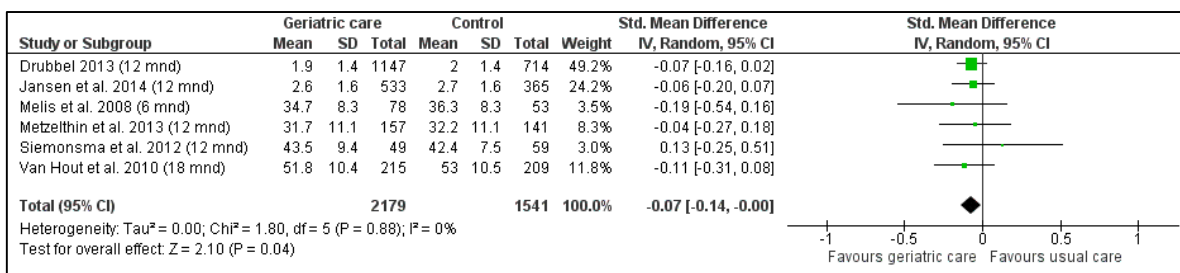 Geriatric care Control Std. Mean Difference Std. Mean Difference
Study or Subgroup Mean SD Total Mean SD Total Weight IV, Random, 95% CI IV, Random, 95% CI
Drubbel 2013 (12 mnd) 1.9 1.4 1147 2 1.4 714 49.2% -0.07 [-0.16, 0.02]
Jansen et al. 2014 (12 mnd) 2.6 1.6 533 2.7 1.6 365 24.2% -0.06 [-0.20, 0.07]
Melis et al. 2008 (6 mnd) 34.7 8.3 78 36.3 8.3 53 3.5% -0.19 [-0.54, 0.16]
Metzelthin et al. 2013 (12 mnd) 31.7 11.1 157 32.2 11.1 141 8.3% -0.04 [-0.27, 0.18]
Siemonsma et al. 2012 (12 mnd) 43.5 9.4 49 42.4 7.5 59 3.0% 0.13 [-0.25, 0.51]
Van Hout et al. 2010 (18 mnd) 51.8 10.4 215 53 10.5 209 11.8% -0.11 [-0.31, 0.08]
Total (95% CI) 2179 1541 100.0% -0.07 [-0.14, -0.00]
Heterogeneity: Tau² = 0.00; Chi² = 1.80, df = 5 (P = 0.88); I² = 0%
Test for overall effect: Z = 2.10 (P = 0.04)
-1 -0.5 0 0.5 1
Favours geriatric care Favours usual care